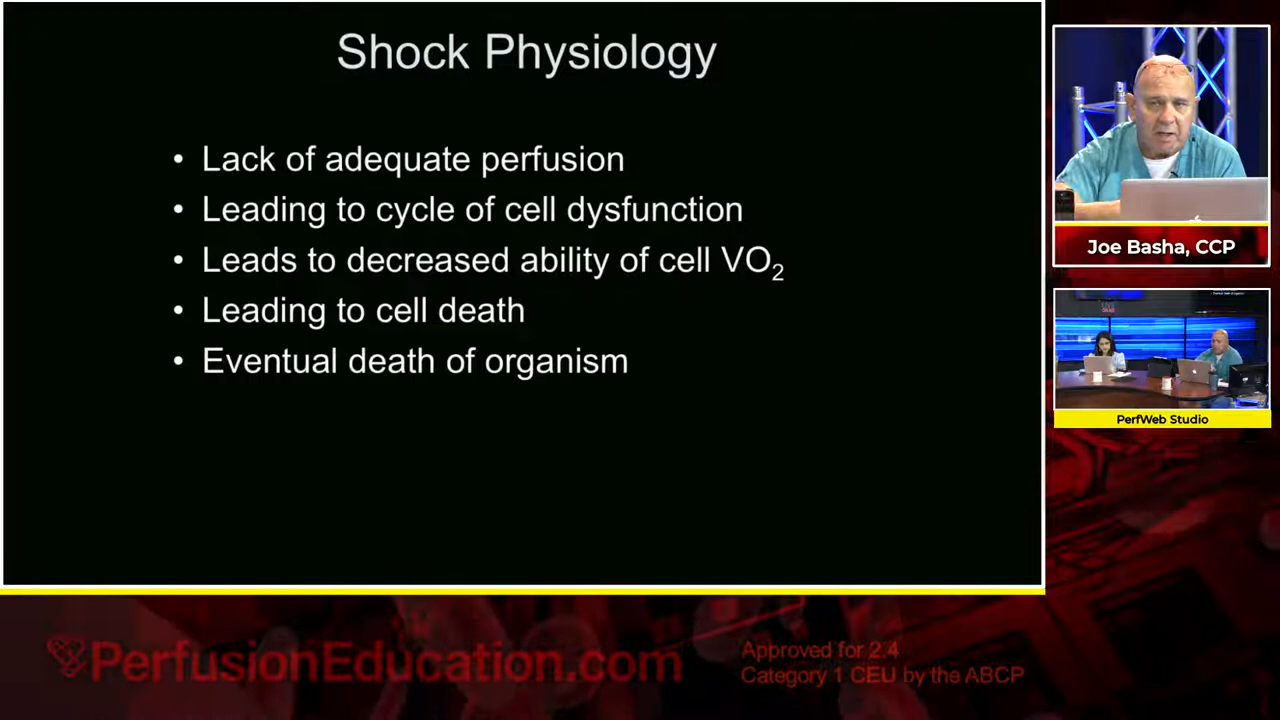 Shock Physiology
• Lack of adequate perfusion
• Leading to cycle of cell dysfunction
• Leads to decreased ability of cell VO₂
• Leading to cell death
• Eventual death of organism
Joe Basha, CCP
PerfWeb Studio
PerfusionEducation.com
Approved for 2.4
Category 1 CEU by the ABCP